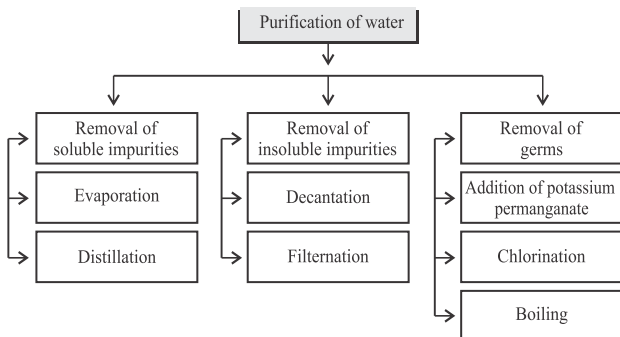 Purification of water
Removal of
soluble impurities
Evaporation
Distillation
Removal of
insoluble impurities
Decantation
Filternation
Removal of
germs
Addition of potassium
permanganate
Chlorination
Boiling